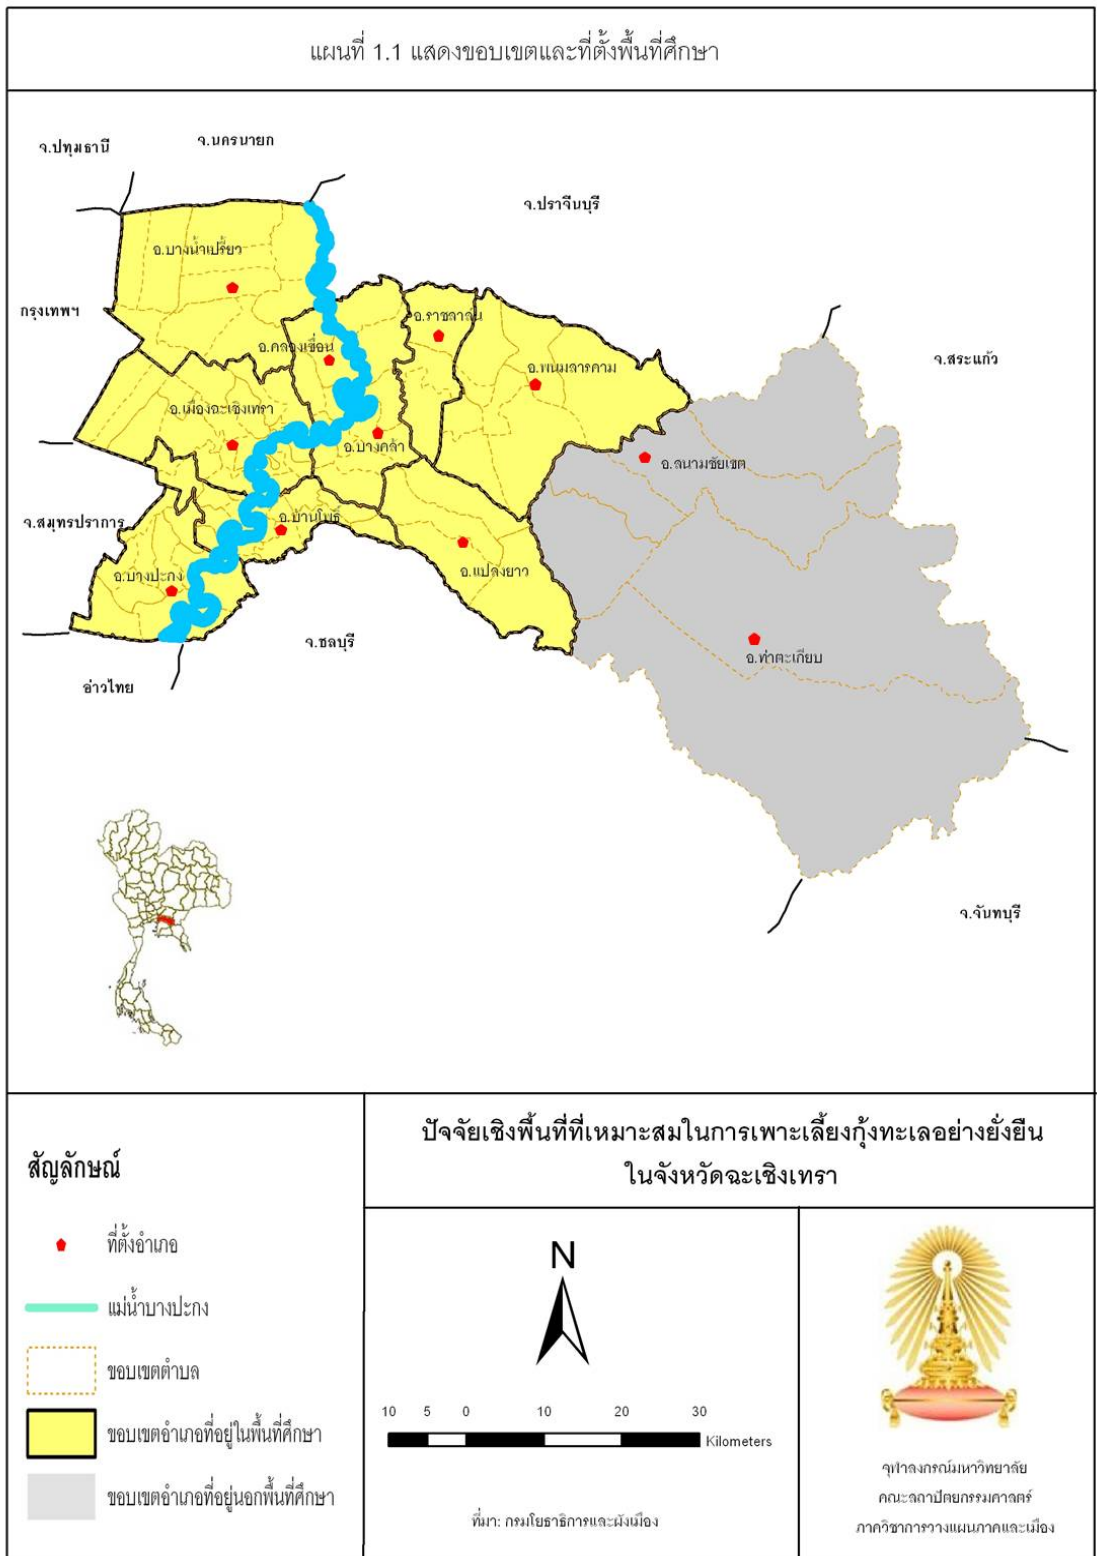 แผนที่ 1.1 แสดงขอบเขตและที่ตั้งพื้นที่ศึกษา
จ.ปทุมธานี
จ.นครนายก
จ.ปราจีนบุรี
อ.บางน้ำเปรี้ยว
กรุงเทพฯ
อ.ราชสาส์น
อ.คลองเขื่อน
จ.สระแก้ว
อ.พนมสารคาม
อ.เมืองฉะเชิงเทรา
อ.บางคล้า
อ.สนามชัยเขต
จ.สมุทรปราการ
อ.บ้านโพธิ์
อ.บางปะกง
อ.แปลงยาว
จ.ชลบุรี
อ.ท่าตะเกียบ
อ่าวไทย
จ.จันทบุรี
สัญลักษณ์
ที่ตั้งอำเภอ
แม่น้ำบางปะกง
ขอบเขตตำบล
ขอบเขตอำเภอที่อยู่ในพื้นที่ศึกษา
ขอบเขตอำเภอที่อยู่นอกพื้นที่ศึกษา
ปัจจัยเชิงพื้นที่ที่เหมาะสมในการเพาะเลี้ยงกุ้งทะเลอย่างยั่งยืน
ในจังหวัดฉะเชิงเทรา
N
10 5 0 10 20 30
Kilometers
ที่มา: กรมโยธาธิการและผังเมือง
จุฬาลงกรณ์มหาวิทยาลัย
คณะสถาปัตยกรรมศาสตร์
ภาควิชาการวางแผนภาคและเมือง